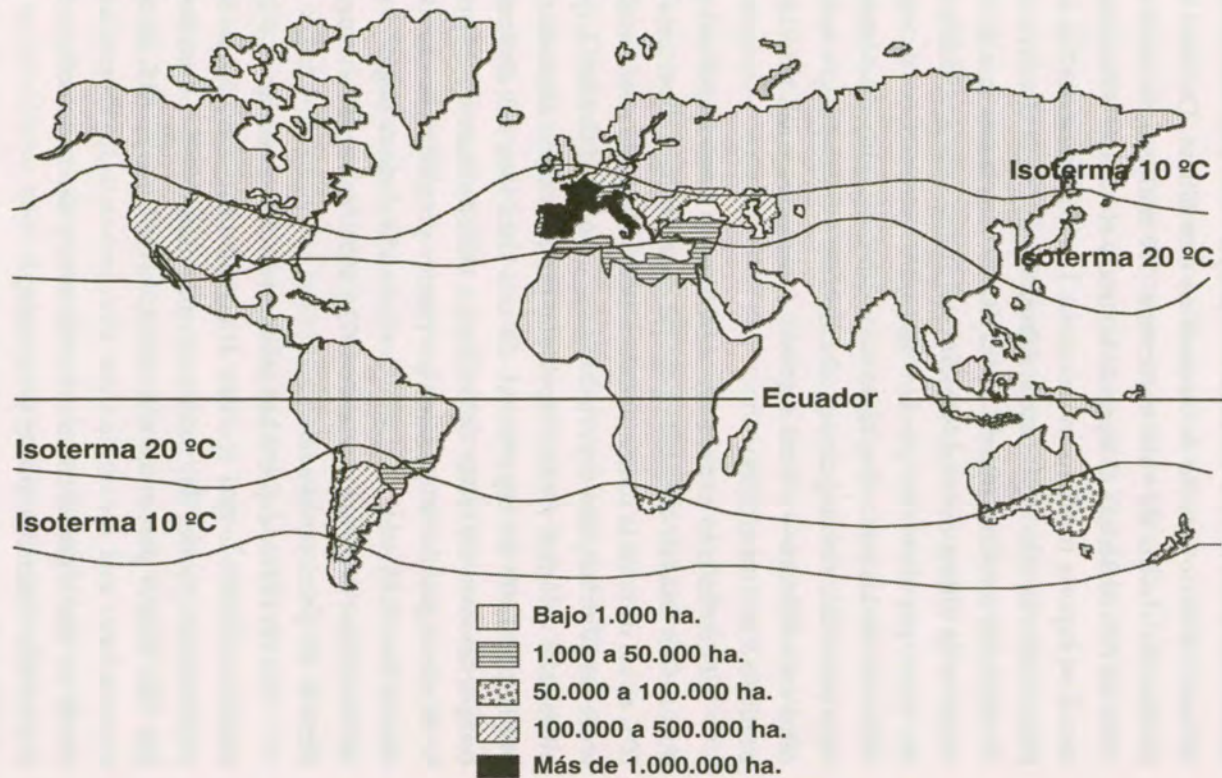 Isoterma 10 ºC
Isoterma 20 ºC
Ecuador
Isoterma 20 ºC
Isoterma 10 ºC
Bajo 1.000 ha.
1.000 a 50.000 ha.
50.000 a 100.000 ha.
100.000 a 500.000 ha.
Más de 1.000.000 ha.